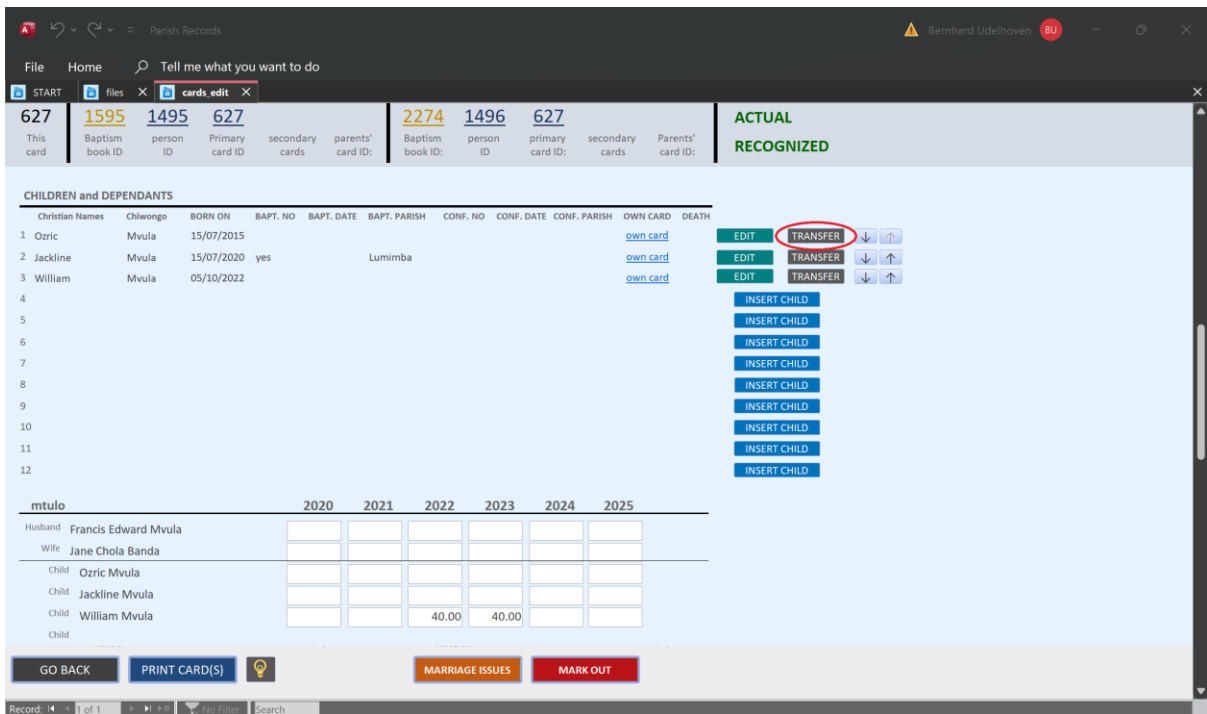 Parish Records
Bernhard Udelhoven BU
File Home Tell me what you want to do
START files cards_edit
627 1595 1495 627 2274 1496 627 ACTUAL
This card Baptism book ID person ID Primary card ID secondary cards parents' card ID: Baptism book ID: person ID primary card ID: secondary cards Parents' card ID: RECOGNIZED
CHILDREN and DEPENDANTS
Christian Names Chiwongo BORN ON BAPT. NO BAPT. DATE BAPT. PARISH CONF. NO CONF. DATE CONF. PARISH OWN CARD DEATH
1 Ozric Mvula 15/07/2015 own card EDIT TRANSFER ↓ ↑
2 Jackline Mvula 15/07/2020 yes Lumimba own card EDIT TRANSFER ↓ ↑
3 William Mvula 05/10/2022 own card EDIT TRANSFER ↓ ↑
4 INSERT CHILD
5 INSERT CHILD
6 INSERT CHILD
7 INSERT CHILD
8 INSERT CHILD
9 INSERT CHILD
10 INSERT CHILD
11 INSERT CHILD
12 INSERT CHILD
mtulo 2020 2021 2022 2023 2024 2025
Husband Francis Edward Mvula
Wife Jane Chola Banda
Child Ozric Mvula
Child Jackline Mvula
Child William Mvula 40.00 40.00
Child
GO BACK PRINT CARD(S) MARRIAGE ISSUES MARK OUT
Record: 1 of 1 No Filter Search